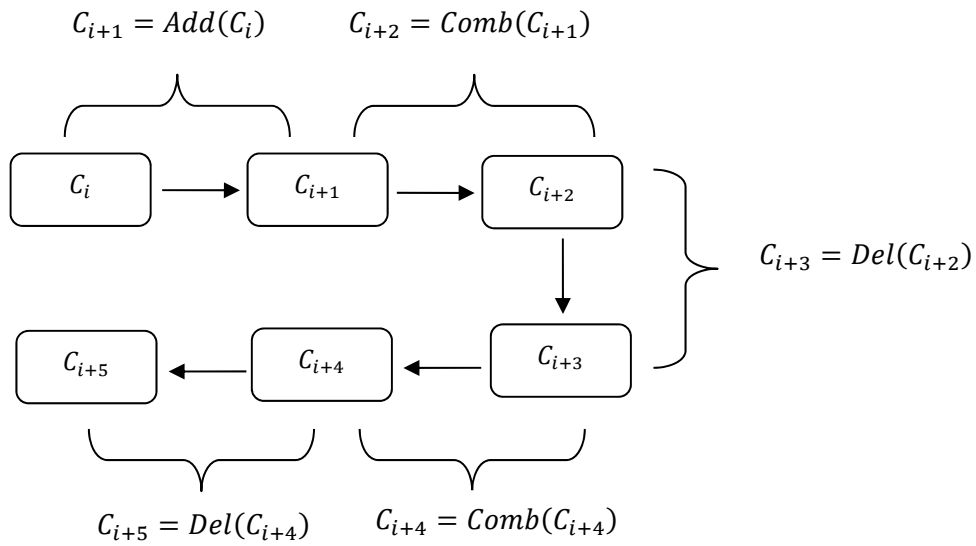 C_{i+1} = Add(C_i)
C_{i+2} = Comb(C_{i+1})
C_i
C_{i+1}
C_{i+2}
C_{i+3} = Del(C_{i+2})
C_{i+5}
C_{i+4}
C_{i+3}
C_{i+5} = Del(C_{i+4})
C_{i+4} = Comb(C_{i+4})